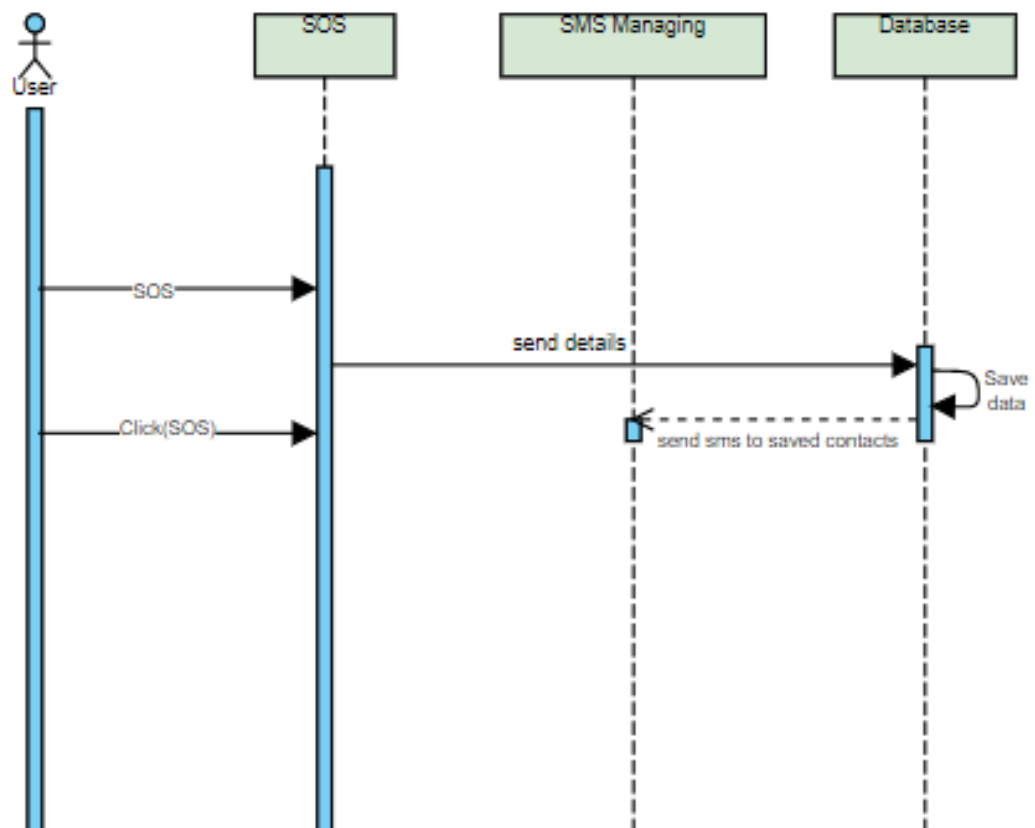 SOS
SMS Managing
Database
User
SOS
send details
Save
data
Click(SOS)
send sms to saved contacts